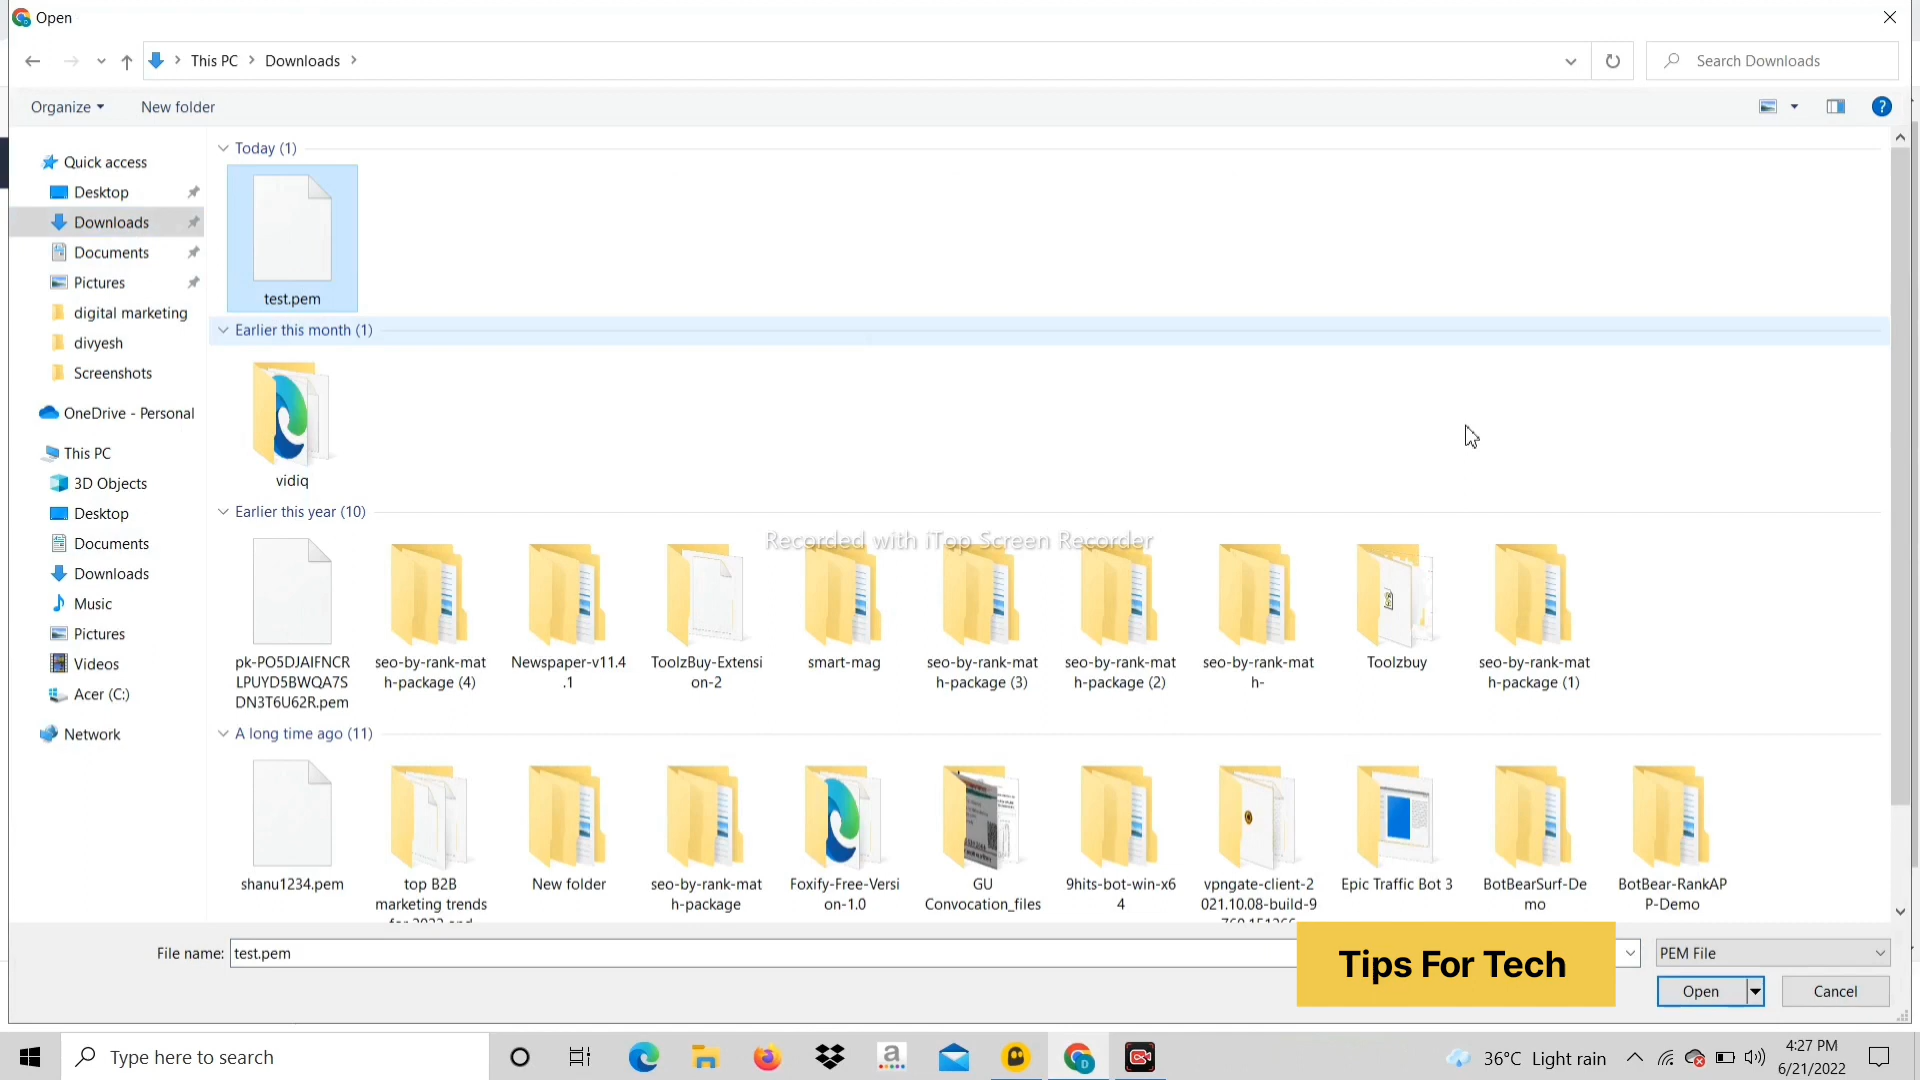 Open
This PC
Downloads
Search Downloads
Organize
New folder
?
Quick access
Desktop
Downloads
Documents
Pictures
digital marketing
divyesh
Screenshots
OneDrive - Personal
This PC
3D Objects
Desktop
Documents
Downloads
Music
Pictures
Videos
Acer (C:)
Network
Today (1)
test.pem
Earlier this month (1)
vidiq
Earlier this year (10)
Recorded with iTop Screen Recorder
pk-PO5DJAIFNCR
LPUYD5BWQA7S
DN3T6U62R.pem
seo-by-rank-mat
h-package (4)
Newspaper-v11.4
.1
ToolzBuy-Extensi
on-2
smart-mag
seo-by-rank-mat
h-package (3)
seo-by-rank-mat
h-package (2)
seo-by-rank-mat
h-
Toolzbuy
seo-by-rank-mat
h-package (1)
A long time ago (11)
shanu1234.pem
top B2B
marketing trends
for 2022 and
New folder
seo-by-rank-mat
h-package
Foxify-Free-Versi
on-1.0
GU
Convocation_files
9hits-bot-win-x6
4
vpngate-client-2
021.10.08-build-9
Epic Traffic Bot 3
BotBearSurf-De
mo
BotBear-RankAP
P-Demo
File name:
test.pem
Tips For Tech
PEM File
Open
Cancel
Type here to search
a
D
36°C Light rain
4:27 PM
6/21/2022